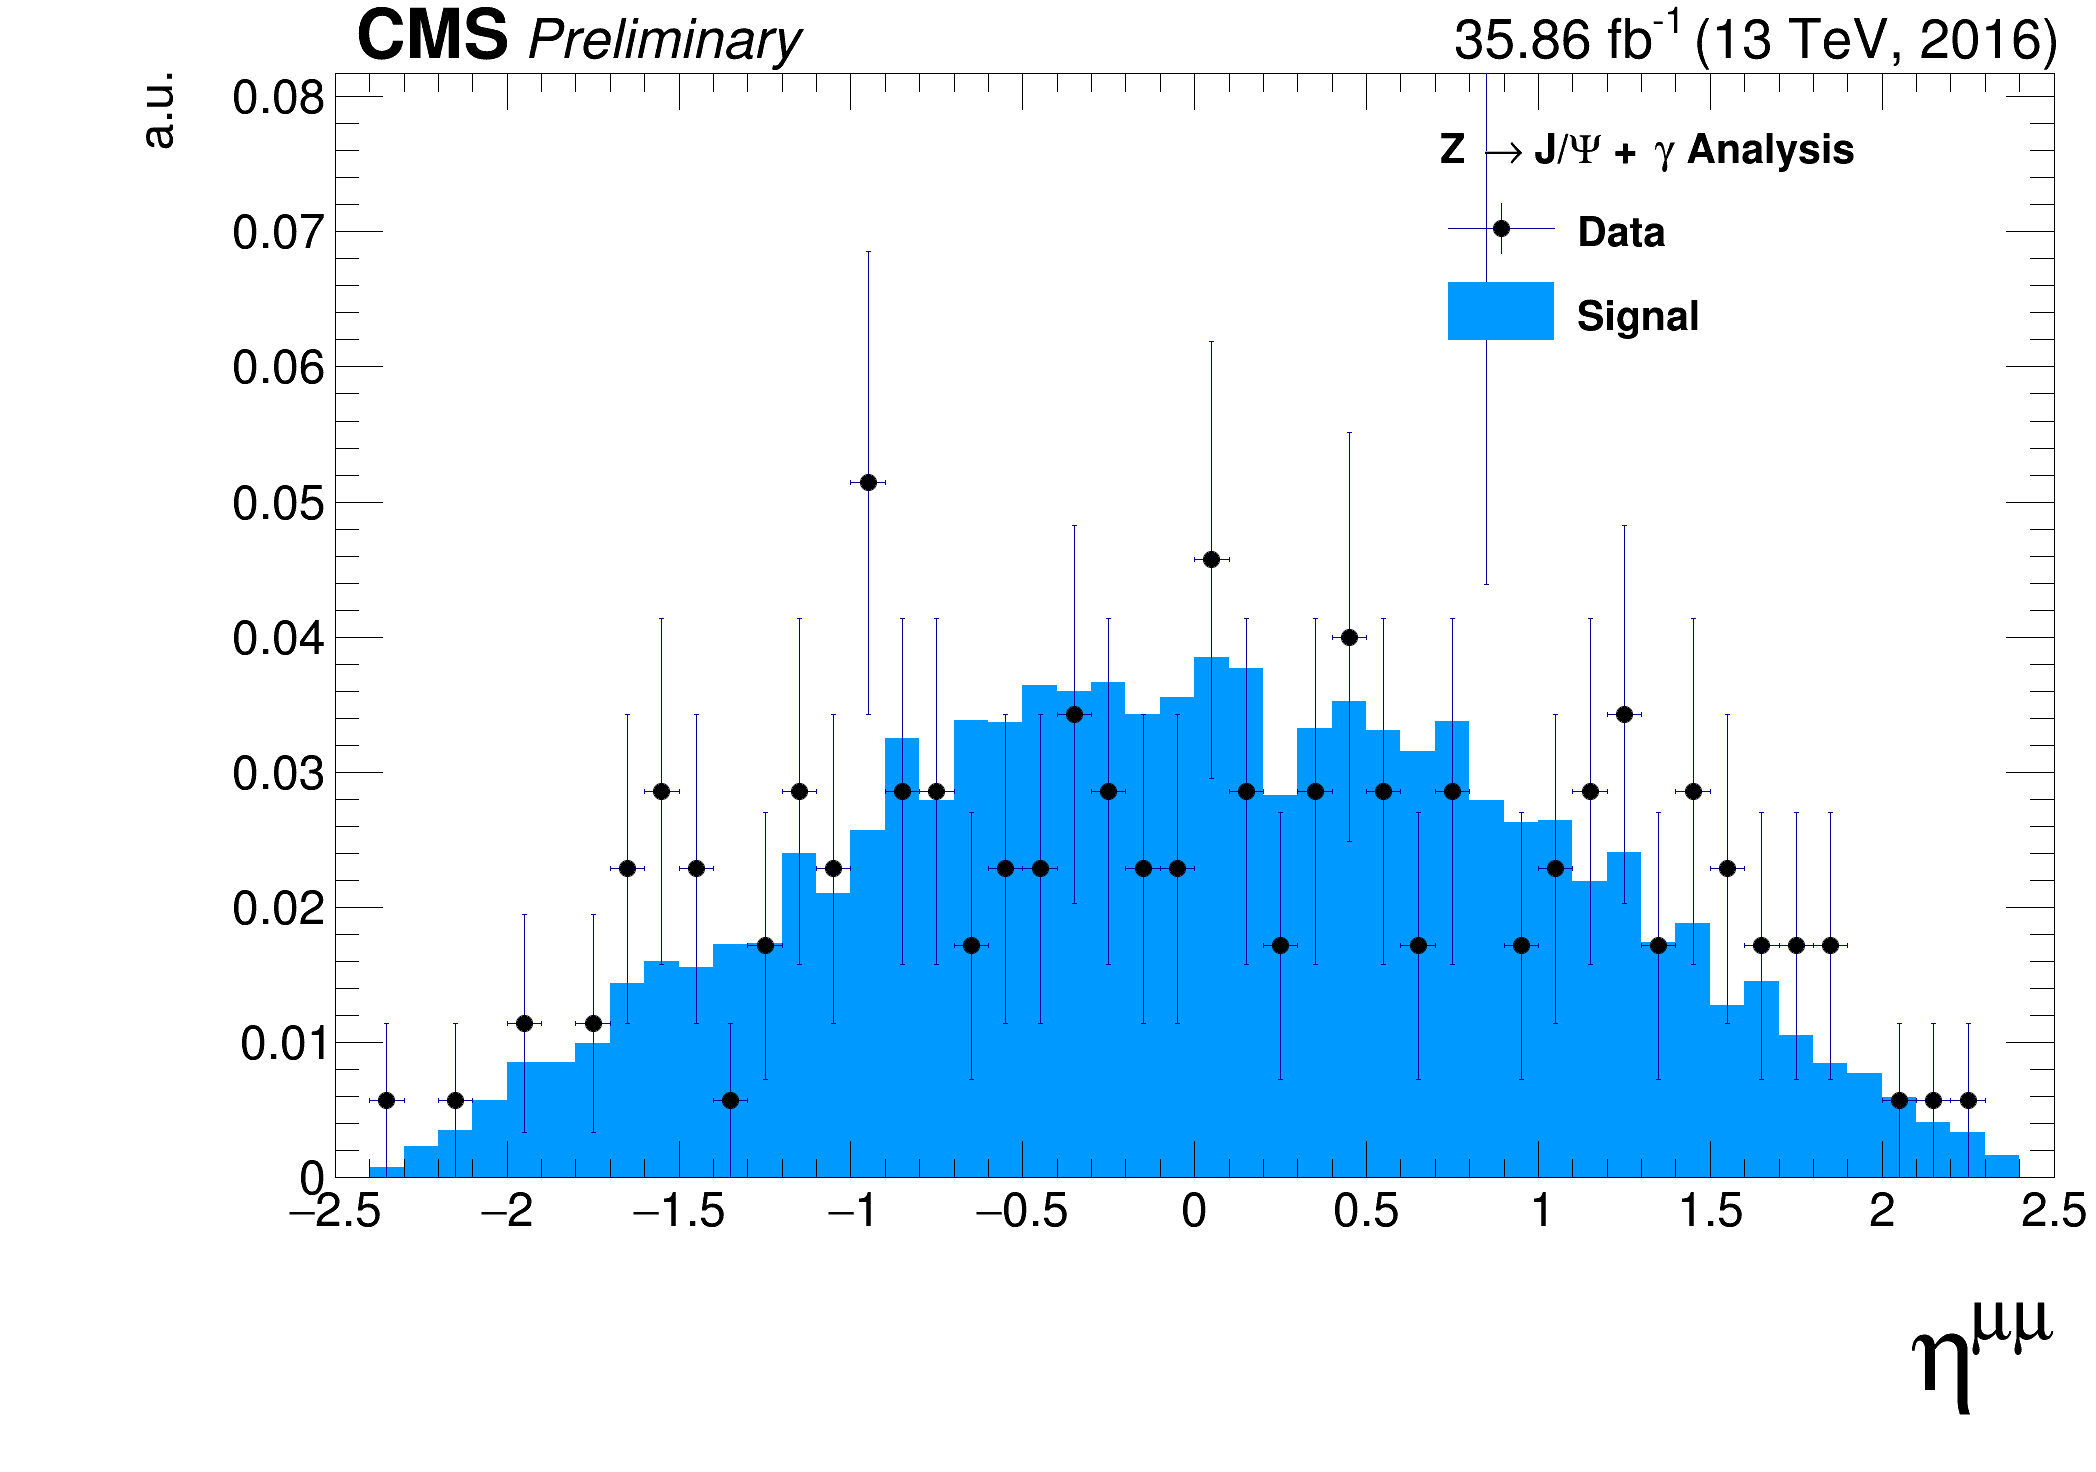 CMS Preliminary 35.86 fb⁻¹ (13 TeV, 2016)
a.u.
0.08
0.07
0.06
0.05
0.04
0.03
0.02
0.01
0
Z → J/Ψ + γ Analysis
Data
Signal
−2.5 −2 −1.5 −1 −0.5 0 0.5 1 1.5 2 2.5
η^μμ